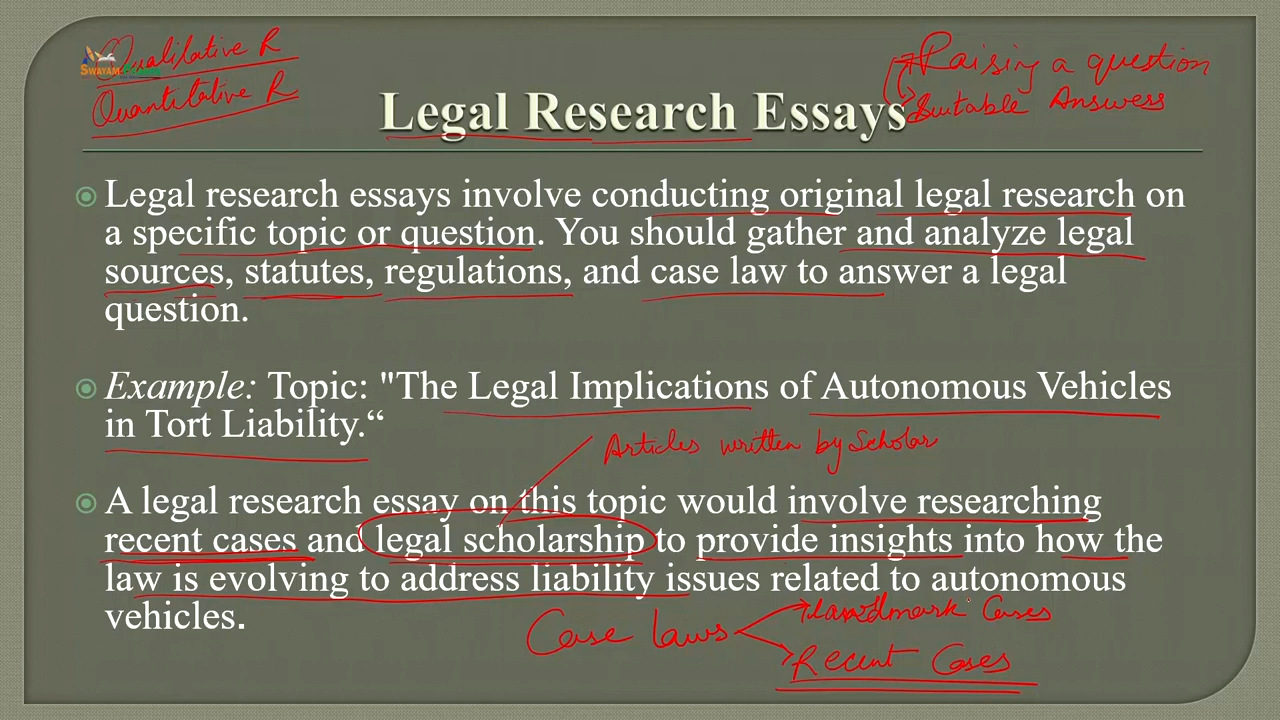 Qualitative R
Quantitative R
Raising a question
Suitable Answers
Legal Research Essays
Legal research essays involve conducting original legal research on
a specific topic or question. You should gather and analyze legal
sources, statutes, regulations, and case law to answer a legal
question.
Example: Topic: "The Legal Implications of Autonomous Vehicles
in Tort Liability.“
Articles written by Scholar
A legal research essay on this topic would involve researching
recent cases and legal scholarship to provide insights into how the
law is evolving to address liability issues related to autonomous
vehicles.
Case laws
Landmark Cases
Recent Cases